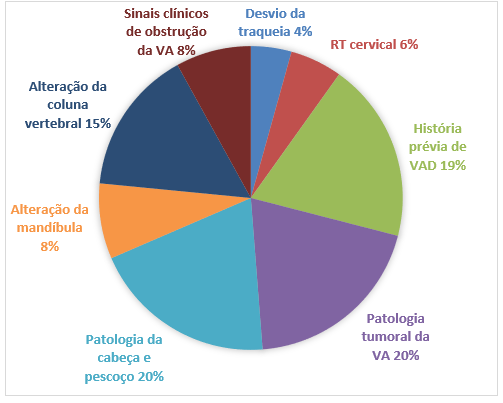 Sinais clínicos
de obstrução
da VA 8%
Desvio da
traqueia 4%
RT cervical 6%
História
prévia de
VAD 19%
Patologia
tumoral da
VA 20%
Patologia da
cabeça e
pescoço 20%
Alteração da
mandíbula
8%
Alteração da
coluna
vertebral 15%